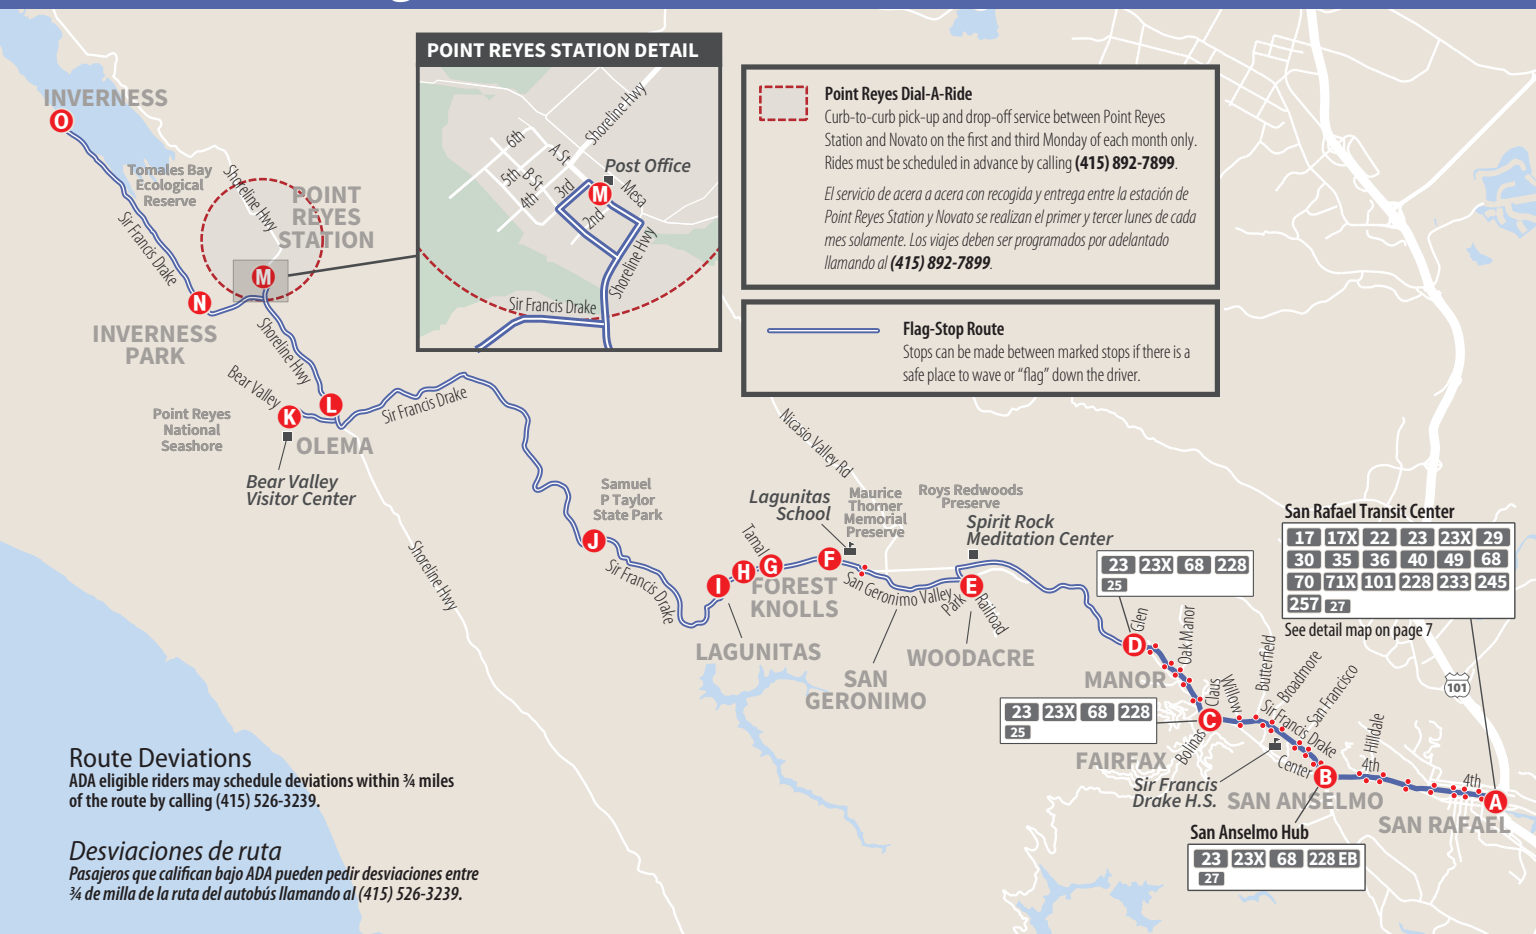 POINT REYES STATION DETAIL
6th
5th
4th
3rd
2nd
A St
B St
Shoreline Hwy
Post Office
M
Mesa
Shoreline Hwy
Sir Francis Drake
Point Reyes Dial-A-Ride
Curb-to-curb pick-up and drop-off service between Point Reyes
Station and Novato on the first and third Monday of each month only.
Rides must be scheduled in advance by calling (415) 892-7899.
El servicio de acera a acera con recogida y entrega entre la estación de
Point Reyes Station y Novato se realizan el primer y tercer lunes de cada
mes solamente. Los viajes deben ser programados por adelantado
llamando al (415) 892-7899.
Flag-Stop Route
Stops can be made between marked stops if there is a
safe place to wave or “flag” down the driver.
INVERNESS
O
Tomales Bay
Ecological
Reserve
Shoreline Hwy
POINT
REYES
STATION
Sir Francis Drake
M
N
INVERNESS
PARK
Shoreline Hwy
Bear Valley
K
L
Point Reyes
National
Seashore
OLEMA
Bear Valley
Visitor Center
Sir Francis Drake
Shoreline Hwy
Samuel
P Taylor
State Park
J
Sir Francis Drake
I
H
G
Tamal
FOREST
KNOLLS
LAGUNITAS
Nicasio Valley Rd
Lagunitas
School
F
Maurice
Thorner
Memorial
Preserve
Roys Redwoods
Preserve
Spirit Rock
Meditation Center
San Geronimo Valley
E
Park
Railroad
SAN
GERONIMO
WOODACRE
23 23X 68 228
25
D
Glen
Oak Manor
MANOR
23 23X 68 228
25
C
Claus
Willow
Bolinas
FAIRFAX
Butterfield
Broadmore
San Francisco
Sir Francis Drake
Center
Sir Francis
Drake H.S.
B
SAN ANSELMO
Hilldale
4th
4th
A
SAN RAFAEL
101
San Rafael Transit Center
17 17X 22 23 23X 29
30 35 36 40 49 68
70 71X 101 228 233 245
257 27
See detail map on page 7
San Anselmo Hub
23 23X 68 228 EB
27
Route Deviations
ADA eligible riders may schedule deviations within ¾ miles
of the route by calling (415) 526-3239.
Desviaciones de ruta
Pasajeros que califican bajo ADA pueden pedir desviaciones entre
¾ de milla de la ruta del autobús llamando al (415) 526-3239.